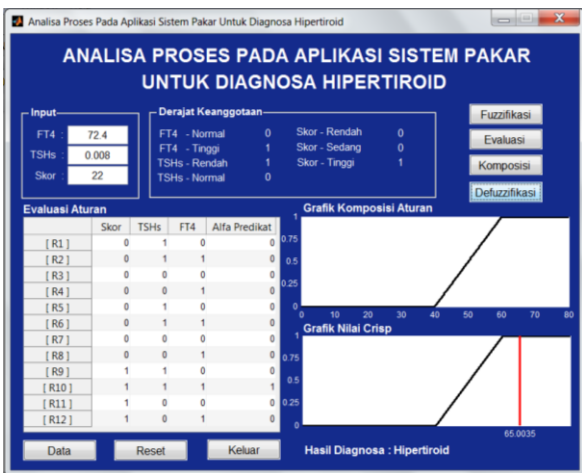 Analisa Proses Pada Aplikasi Sistem Pakar Untuk Diagnosa Hipertiroid
ANALISA PROSES PADA APLIKASI SISTEM PAKAR
UNTUK DIAGNOSA HIPERTIROID
Input
FT4 : 72.4
TSHs : 0.008
Skor : 22
Derajat Keanggotaan
FT4 - Normal 0 Skor - Rendah 0
FT4 - Tinggi 1 Skor - Sedang 0
TSHs - Rendah 1 Skor - Tinggi 1
TSHs - Normal 0
Fuzzifikasi
Evaluasi
Komposisi
Defuzzifikasi
Evaluasi Aturan
Skor TSHs FT4 Alfa Predikat
[ R1 ] 0 1 0 0
[ R2 ] 0 1 1 0
[ R3 ] 0 0 0 0
[ R4 ] 0 0 1 0
[ R5 ] 0 1 0 0
[ R6 ] 0 1 1 0
[ R7 ] 0 0 0 0
[ R8 ] 0 0 1 0
[ R9 ] 1 1 0 0
[ R10 ] 1 1 1 1
[ R11 ] 1 0 0 0
[ R12 ] 1 0 1 0
Grafik Komposisi Aturan
1
0.75
0.5
0.25
0
0 10 20 30 40 50 60 70 80
Grafik Nilai Crisp
1
0.75
0.5
0.25
0
65.0035
Data Reset Keluar
Hasil Diagnosa : Hipertiroid